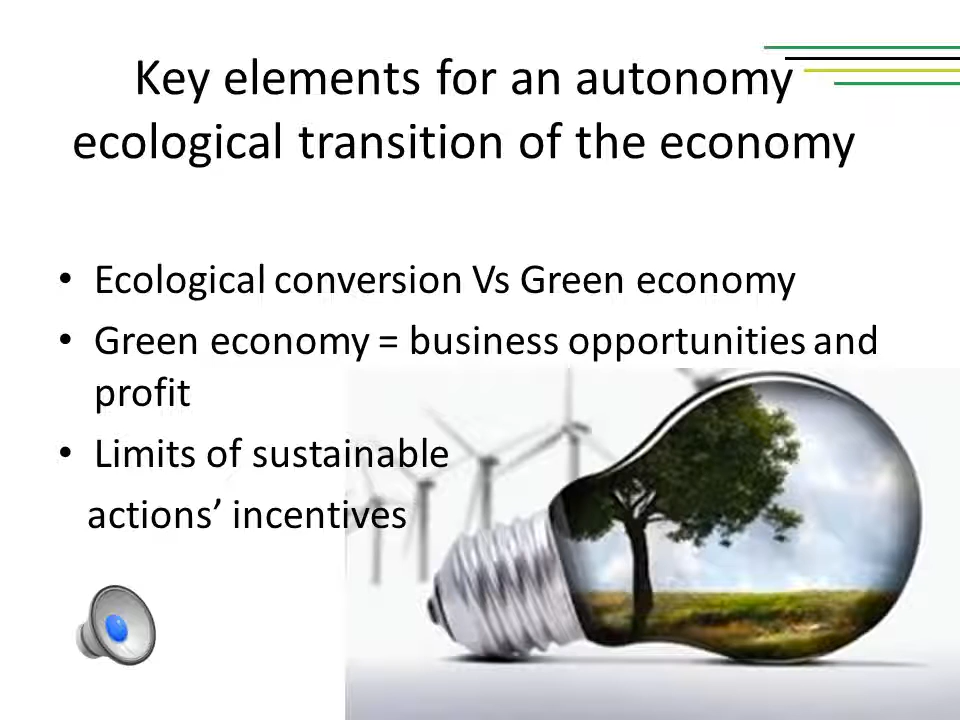 Key elements for an autonomy
ecological transition of the economy
• Ecological conversion Vs Green economy
• Green economy = business opportunities and
profit
• Limits of sustainable
actions’ incentives